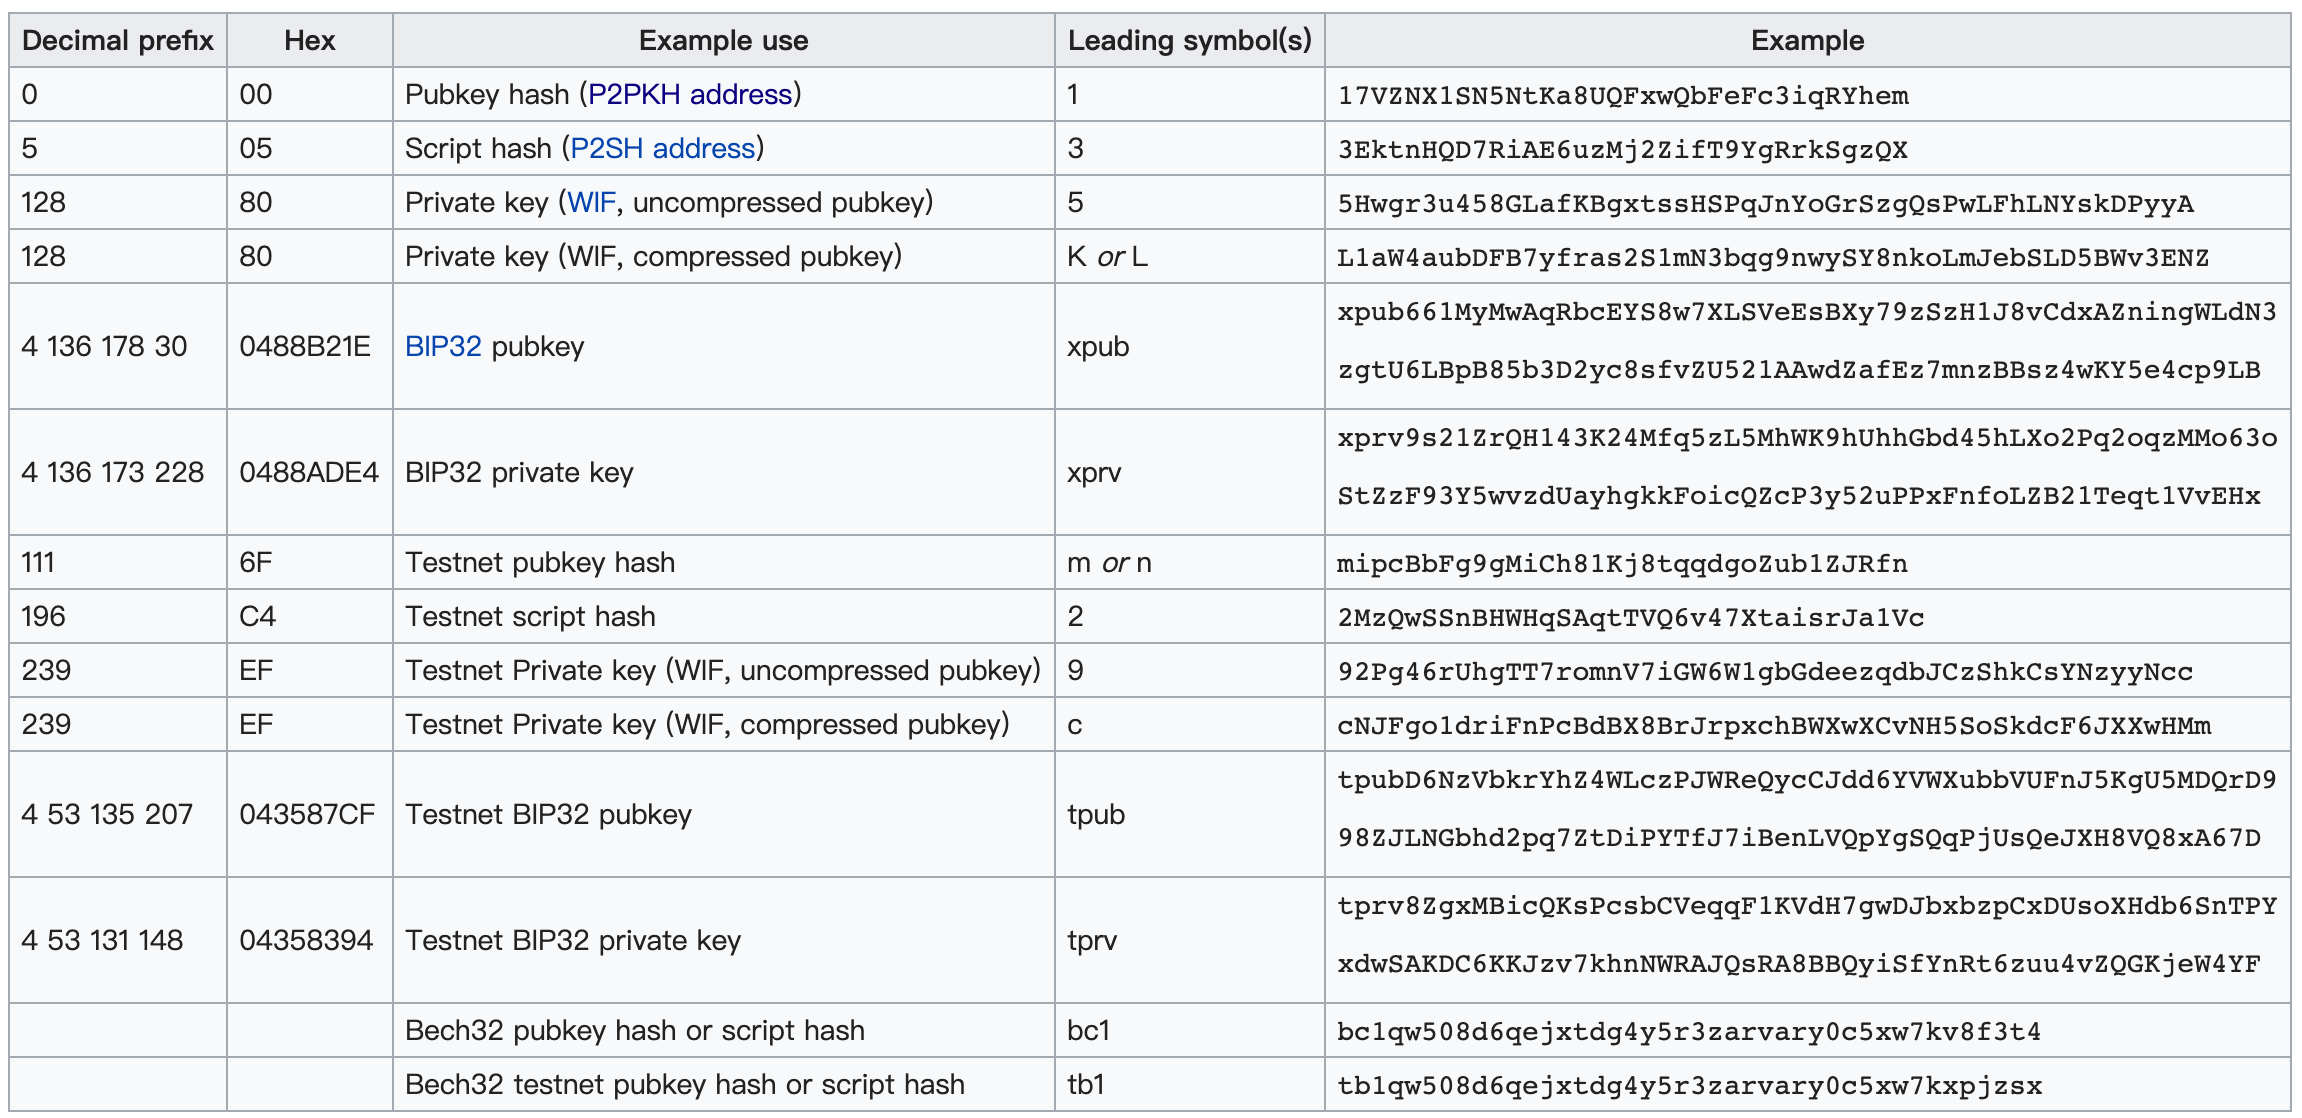 Decimal prefix Hex Example use Leading symbol(s) Example
0 00 Pubkey hash (P2PKH address) 1 17VZNX1SN5NtKa8UQFxwQbFeFc3iqRYhem
5 05 Script hash (P2SH address) 3 3EktnHQD7RiAE6uzMj2ZifT9YgRrkSgzQX
128 80 Private key (WIF, uncompressed pubkey) 5 5Hwgr3u458GLafKBgxtssHSPqJnYoGrSzgQsPwLFhLNYskDPyyA
128 80 Private key (WIF, compressed pubkey) K or L L1aW4aubDFB7yfras2S1mN3bqg9nwySY8nkoLmJebSLD5BWv3ENZ
4 136 178 30 0488B21E BIP32 pubkey xpub xpub661MyMwAqRbcEYS8w7XLSVeEsBXy79zSzH1J8vCdxAZningWLdN3
zgtU6LBpB85b3D2yc8sfvZU521AAwdZafEz7mnzBBsz4wKY5e4cp9LB
4 136 173 228 0488ADE4 BIP32 private key xprv xprv9s21ZrQH143K24Mfq5zL5MhWK9hUhhGbd45hLXo2Pq2oqzMMo63o
StZzF93Y5wvzdUayhgkkFoicQZcP3y52uPPxFnfoLZB21Teqt1VvEHx
111 6F Testnet pubkey hash m or n mipcBbFg9gMiCh81Kj8tqqdgoZub1ZJRfn
196 C4 Testnet script hash 2 2MzQwSSnBHWHqSAqtTVQ6v47XtaisrJa1Vc
239 EF Testnet Private key (WIF, uncompressed pubkey) 9 92Pg46rUhgTT7romnV7iGW6W1gbGdeezqdbJCzShkCsYNzyyNcc
239 EF Testnet Private key (WIF, compressed pubkey) c cNJFgo1driFnPcBdBX8BrJrpxchBWXwXCvNH5SoSkdcF6JXXwHMm
4 53 135 207 043587CF Testnet BIP32 pubkey tpub tpubD6NzVbkrYhZ4WLczPJWReQycCJdd6YVWXubbVUFnJ5KgU5MDQrD9
98ZJLNGbhd2pq7ZtDiPYTfJ7iBenLVQpYgSQqPjUsQeJXH8VQ8xA67D
4 53 131 148 04358394 Testnet BIP32 private key tprv tprv8ZgxMBicQKsPcsbCVeqqF1KVdH7gwDJbxbzpCxDUsoXHdb6SnTPY
xdwSAKDC6KKJzv7khnNWRAJQsRA8BBQyiSfYnRt6zuu4vZQGKjeW4YF
Bech32 pubkey hash or script hash bc1 bc1qw508d6qejxtdg4y5r3zarvary0c5xw7kv8f3t4
Bech32 testnet pubkey hash or script hash tb1 tb1qw508d6qejxtdg4y5r3zarvary0c5xw7kxpjzsx